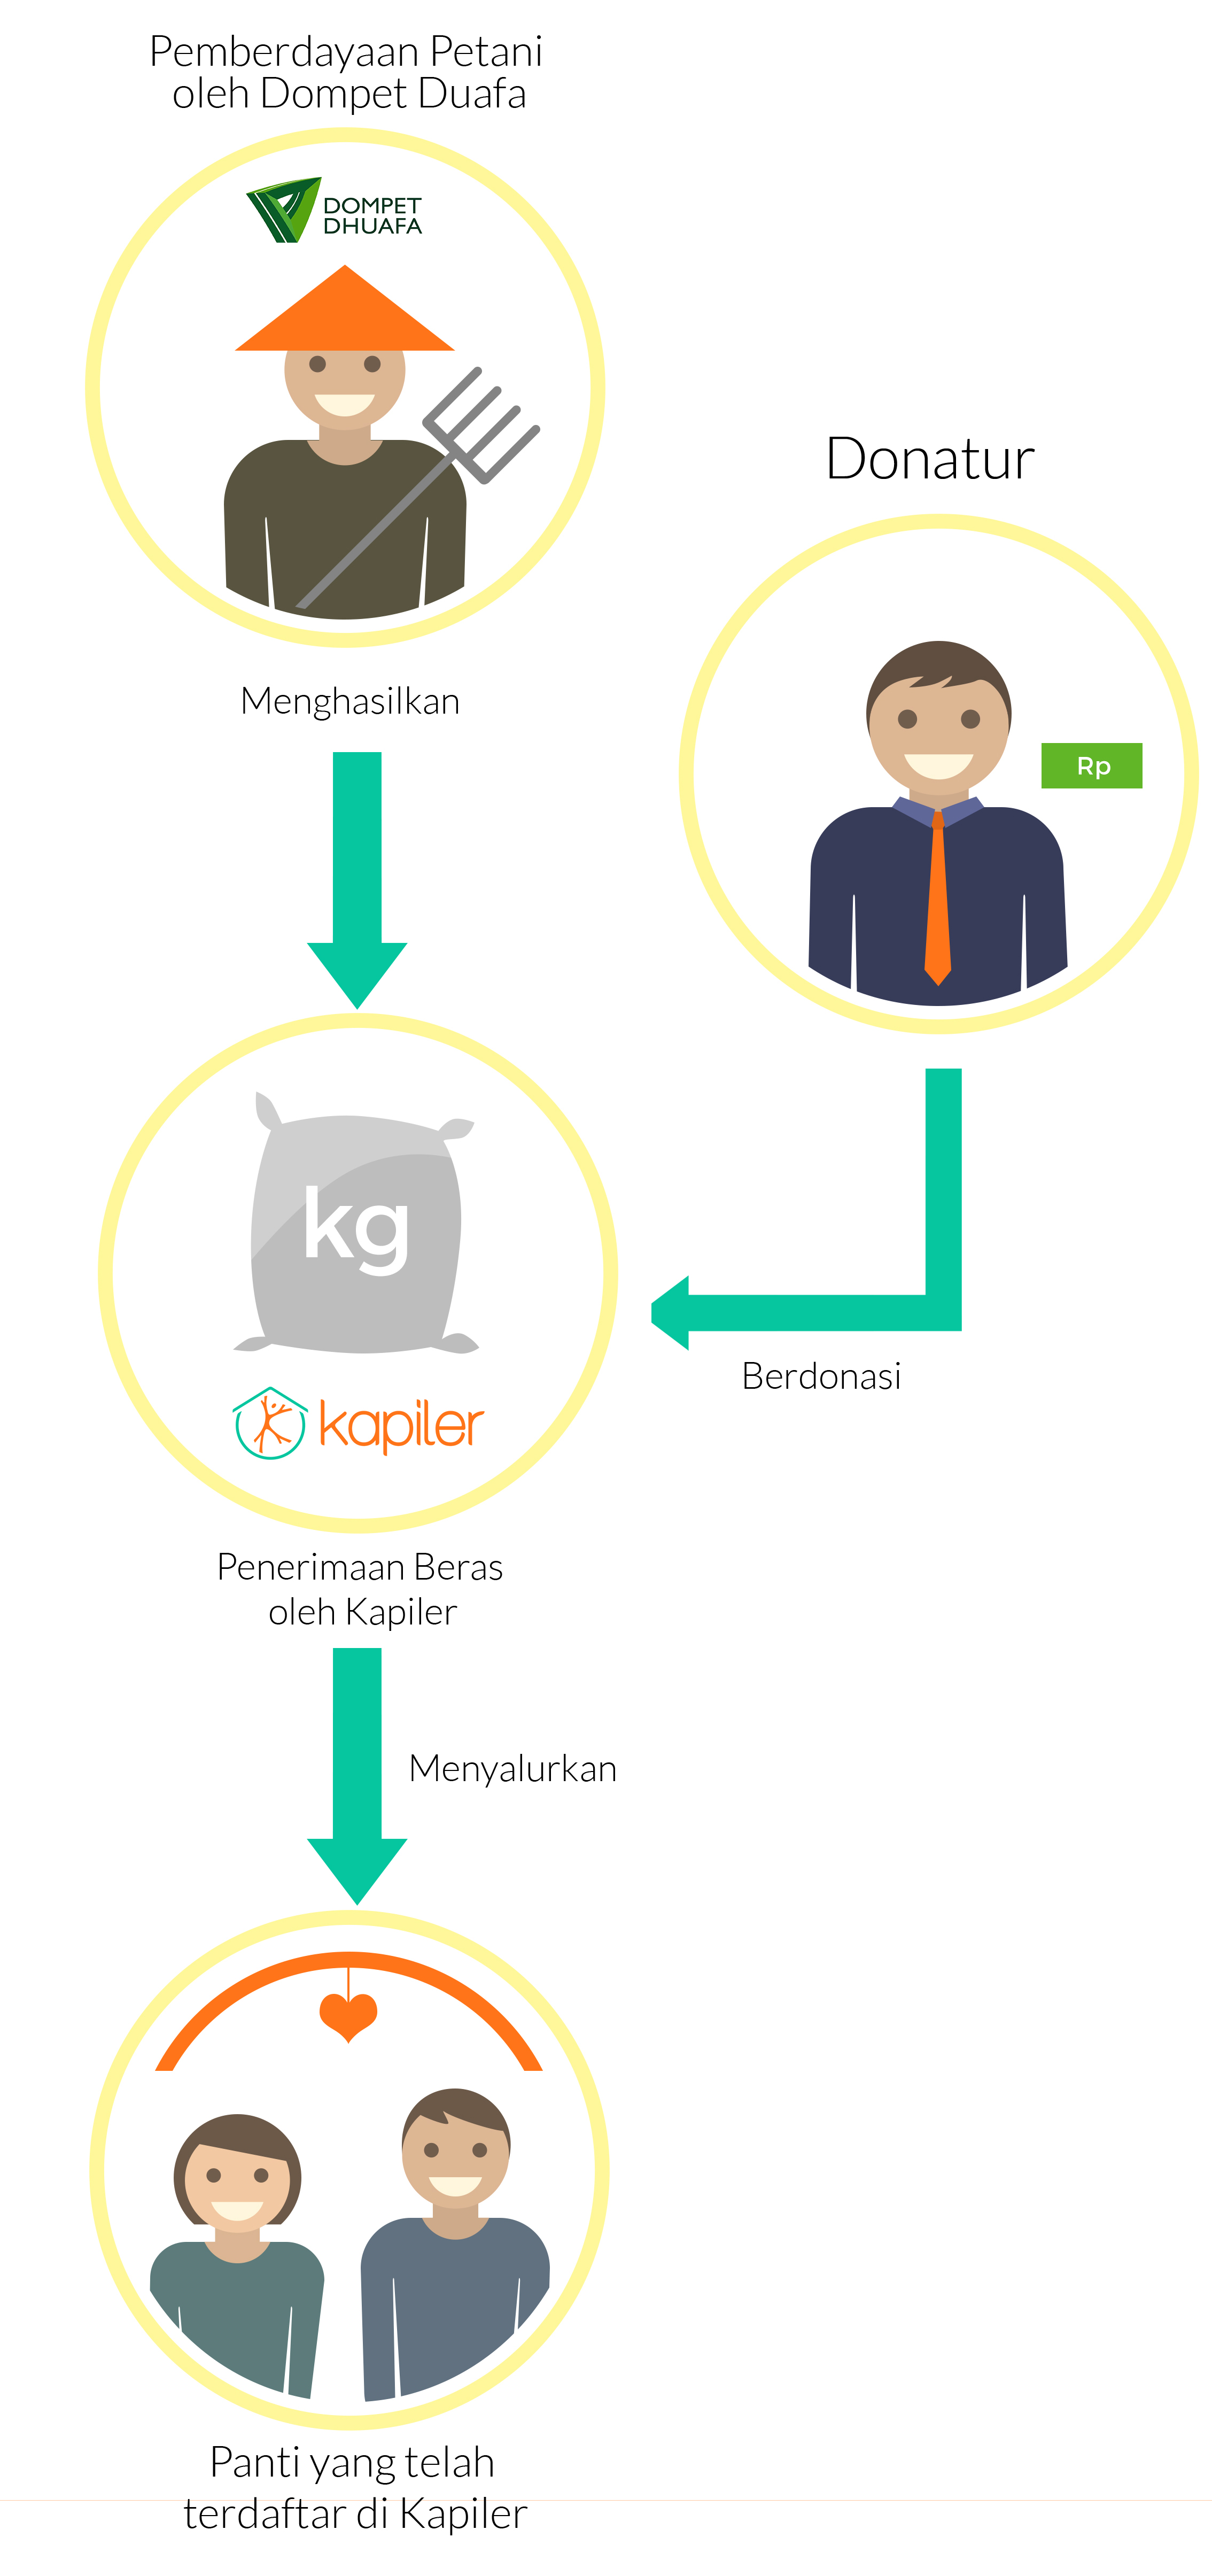 Pemberdayaan Petani
oleh Dompet Duafa
DOMPET
DHUAFA
Menghasilkan
Donatur
Rp
kg
kapiler
Berdonasi
Penerimaan Beras
oleh Kapiler
Menyalurkan
Panti yang telah
terdaftar di Kapiler